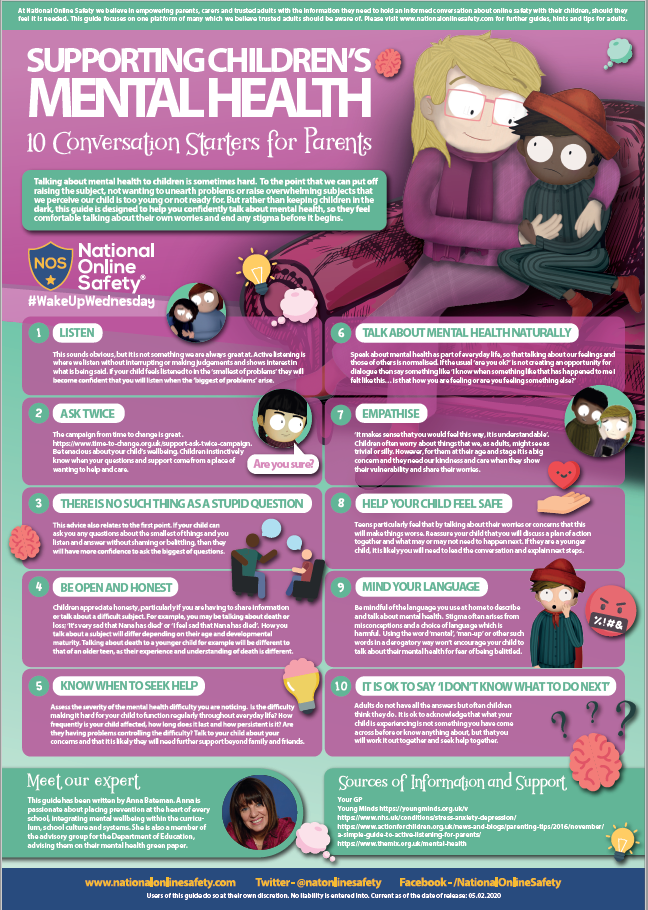 At National Online Safety we believe in empowering parents, carers and trusted adults with the information they need to hold an informed conversation about online safety with their children, should they
feel it is needed. This guide focuses on one platform of many which we believe trusted adults should be aware of. Please visit www.nationalonlinesafety.com for further guides, hints and tips for adults.
SUPPORTING CHILDREN'S
MENTAL HEALTH
10 Conversation Starters for Parents
Talking about mental health to children is sometimes hard. To the point that we can put off
raising the subject, not wanting to unearth problems or raise overwhelming subjects that
we perceive our child is too young or not ready for. But rather than keeping children in the
dark, this guide is designed to help you confidently talk about mental health, so they feel
comfortable talking about their own worries and end any stigma before it begins.
NOS
National
Online
Safety®
#WakeUpWednesday
1 LISTEN
This sounds obvious, but it is not something we are always great at. Active listening is
where we listen without interrupting or making judgements and shows interest in
what is being said. If your child feels listened to in the 'smallest of problems' they will
become confident that you will listen when the 'biggest of problems' arise.
2 ASK TWICE
The campaign from time to change is great.
https://www.time-to-change.org.uk/support-ask-twice-campaign.
Be tenacious about your child's wellbeing. Children instinctively
know when your questions and support come from a place of
wanting to help and care.
Are you sure?
3 THERE IS NO SUCH THING AS A STUPID QUESTION
This advice also relates to the first point. If your child can
ask you any questions about the smallest of things and you
listen and answer without shaming or belittling, then they
will have more confidence to ask the biggest of questions.
4 BE OPEN AND HONEST
Children appreciate honesty, particularly if you are having to share information
or talk about a difficult subject. For example, you may be talking about death or
loss; 'it's very sad that Nana has died' or 'I feel sad that Nana has died'. How you
talk about a subject will differ depending on their age and developmental
maturity. Talking about death to a younger child for example will be different to
that of an older teen, as their experience and understanding of death is different.
5 KNOW WHEN TO SEEK HELP
Assess the severity of the mental health difficulty you are noticing. Is the difficulty
making it hard for your child to function regularly throughout everyday life? How
frequently is your child affected, how long does it last and how persistent is it? Are
they having problems controlling the difficulty? Talk to your child about your
concerns and that it is likely they will need further support beyond family and friends.
6 TALK ABOUT MENTAL HEALTH NATURALLY
Speak about mental health as part of everyday life, so that talking about our feelings and
those of others is normalised. If the usual 'are you ok?' is not creating an opportunity for
dialogue then say something like 'I know when something like that has happened to me I
felt like this… is that how you are feeling or are you feeling something else?'
7 EMPATHISE
'It makes sense that you would feel this way, it is understandable'.
Children often worry about things that we, as adults, might see as
trivial or silly. However, for them at their age and stage it is a big
concern and they need our kindness and care when they show
their vulnerability and share their worries.
8 HELP YOUR CHILD FEEL SAFE
Teens particularly feel that by talking about their worries or concerns that this
will make things worse. Reassure your child that you will discuss a plan of action
together and what may or may not need to happen next. If they are a younger
child, it is likely you will need to lead the conversation and explain next steps.
9 MIND YOUR LANGUAGE
Be mindful of the language you use at home to describe
and talk about mental health. Stigma often arises from
misconceptions and a choice of language which is
harmful. Using the word 'mental', 'man-up' or other such
words in a derogatory way won't encourage your child to
talk about their mental health for fear of being belittled.
%!#&
10 IT IS OK TO SAY 'I DON'T KNOW WHAT TO DO NEXT'
Adults do not have all the answers but often children
think they do. It is ok to acknowledge that what your
child is experiencing is not something you have come
across before or know anything about, but that you
will work it out together and seek help together.
? ? ?
Meet our expert
This guide has been written by Anna Bateman. Anna is
passionate about placing prevention at the heart of every
school, integrating mental wellbeing within the curricu-
lum, school culture and systems. She is also a member of
the advisory group for the Department of Education,
advising them on their mental health green paper.
Sources of Information and Support
Your GP
Young Minds https://youngminds.org.uk/v
https://www.nhs.uk/conditions/stress-anxiety-depression/
https://www.actionforchildren.org.uk/news-and-blogs/parenting-tips/2016/november/
a-simple-guide-to-active-listening-for-parents/
https://www.themix.org.uk/mental-health
www.nationalonlinesafety.com Twitter - @natonlinesafety Facebook - /NationalOnlineSafety
Users of this guide do so at their own discretion. No liability is entered into. Current as of the date of release: 05.02.2020